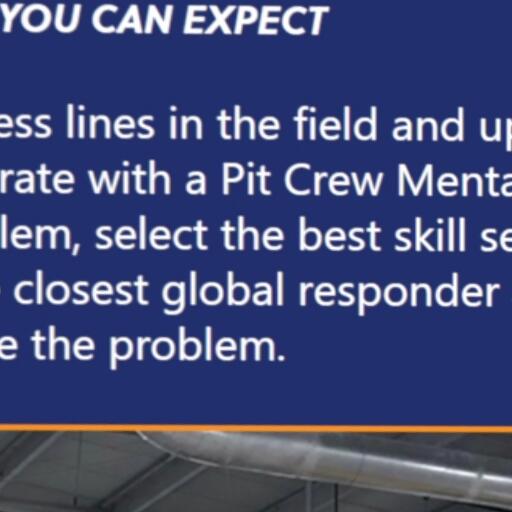 YOU CAN EXPECT
ess lines in the field and up
rate with a Pit Crew Menta
lem, select the best skill se
closest global responder
e the problem.